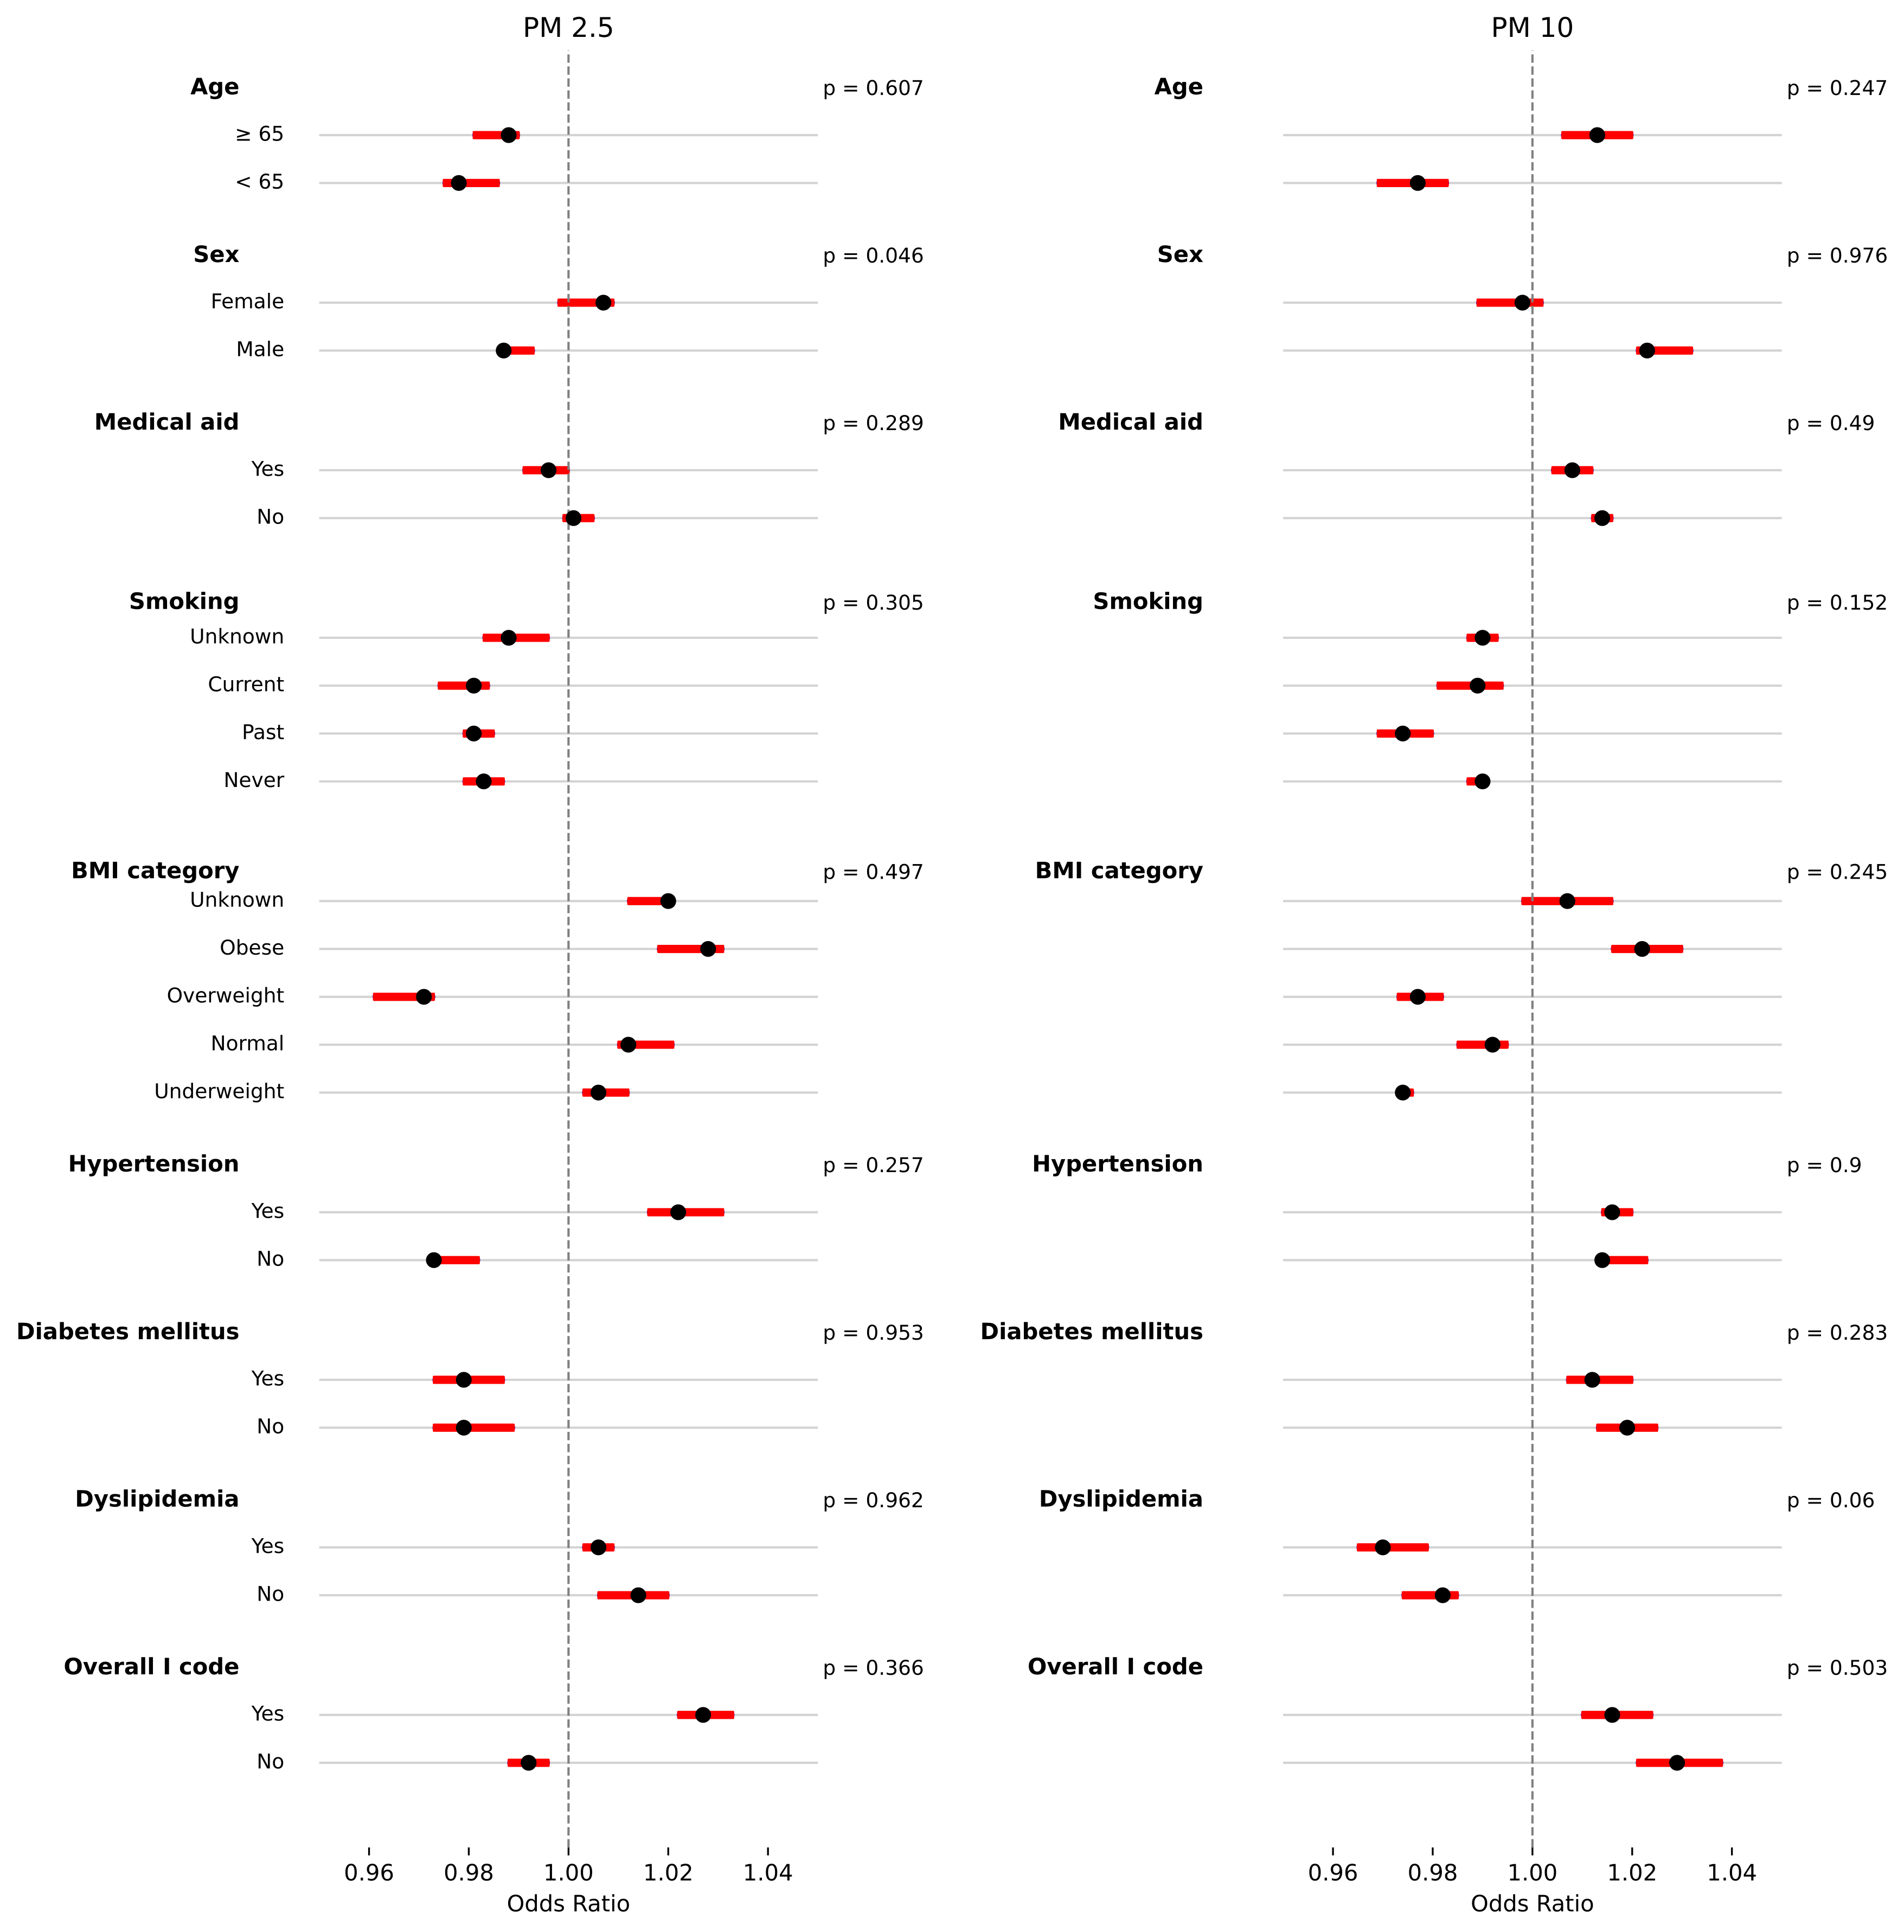 PM 2.5
Age
p = 0.607
≥ 65
< 65
Sex
p = 0.046
Female
Male
Medical aid
p = 0.289
Yes
No
Smoking
p = 0.305
Unknown
Current
Past
Never
BMI category
p = 0.497
Unknown
Obese
Overweight
Normal
Underweight
Hypertension
p = 0.257
Yes
No
Diabetes mellitus
p = 0.953
Yes
No
Dyslipidemia
p = 0.962
Yes
No
Overall I code
p = 0.366
Yes
No
0.96 0.98 1.00 1.02 1.04
Odds Ratio
PM 10
Age
p = 0.247
Sex
p = 0.976
Medical aid
p = 0.49
Smoking
p = 0.152
BMI category
p = 0.245
Hypertension
p = 0.9
Diabetes mellitus
p = 0.283
Dyslipidemia
p = 0.06
Overall I code
p = 0.503
0.96 0.98 1.00 1.02 1.04
Odds Ratio